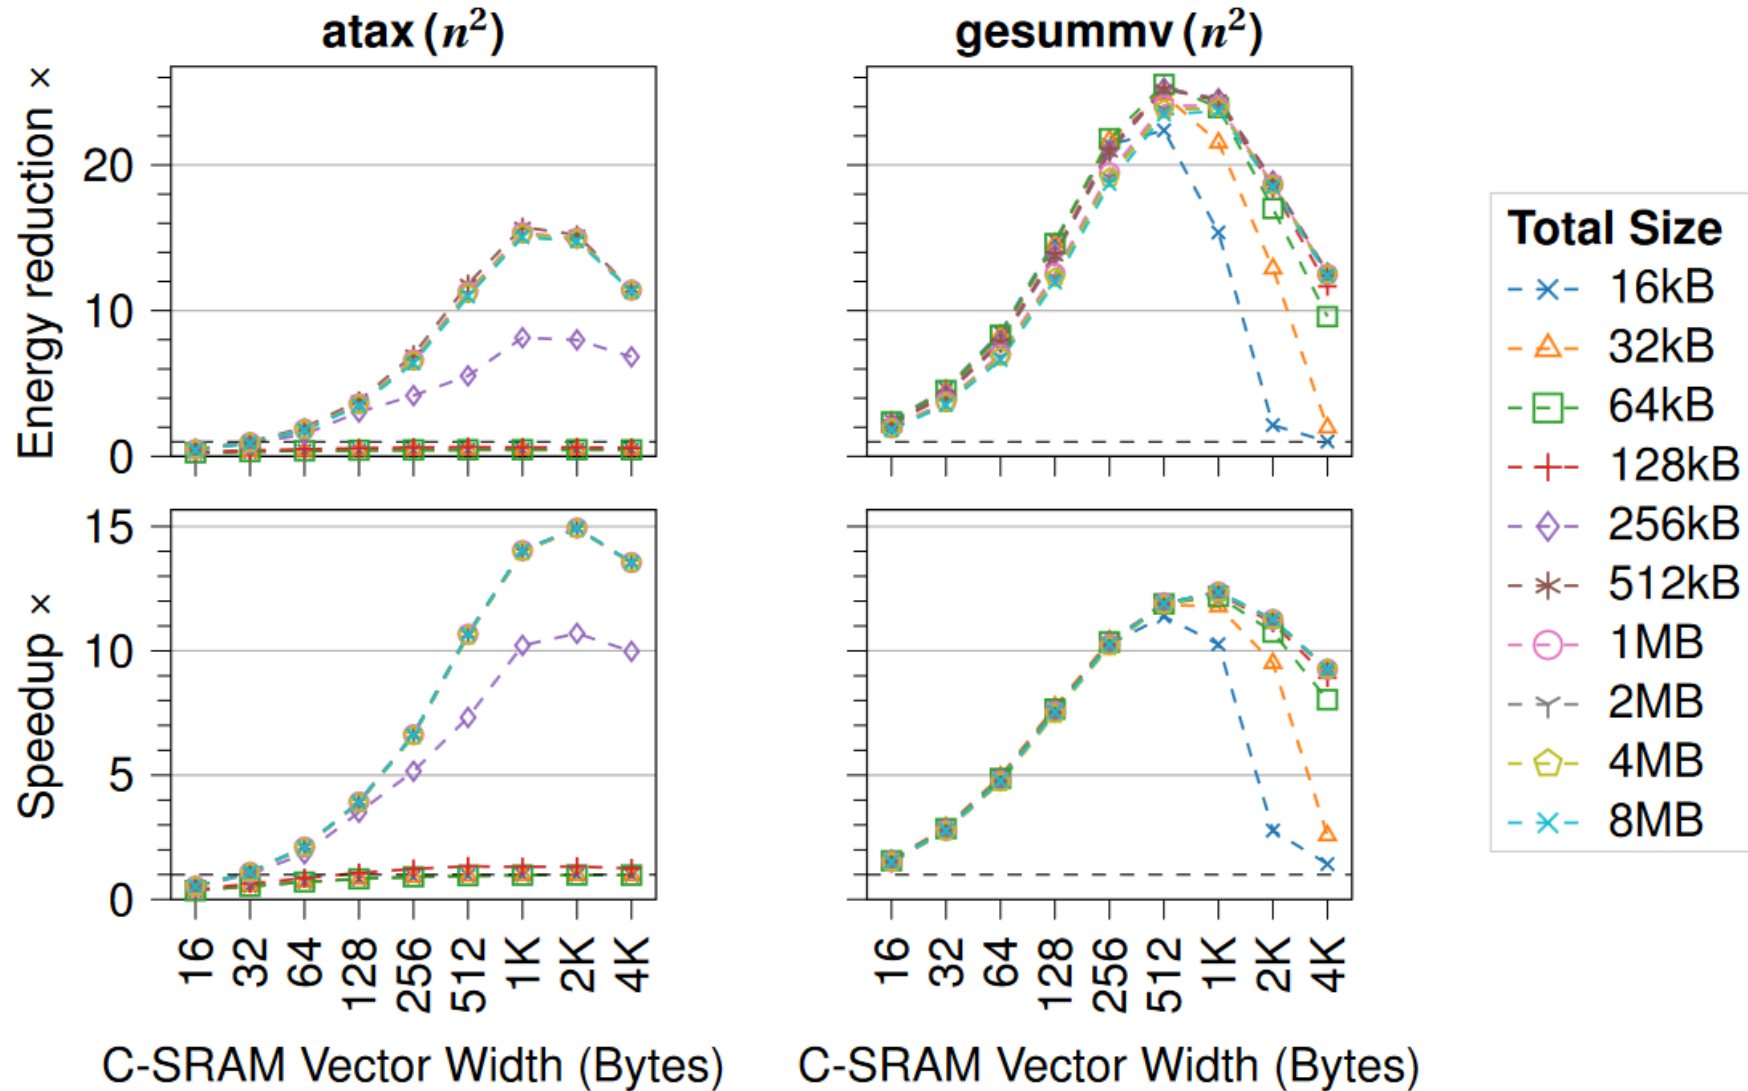 atax (n²)
gesummv (n²)
Energy reduction ×
20
10
0
Speedup ×
15
10
5
0
16 32 64 128 256 512 1K 2K 4K
16 32 64 128 256 512 1K 2K 4K
C-SRAM Vector Width (Bytes)
C-SRAM Vector Width (Bytes)
Total Size
16kB
32kB
64kB
128kB
256kB
512kB
1MB
2MB
4MB
8MB